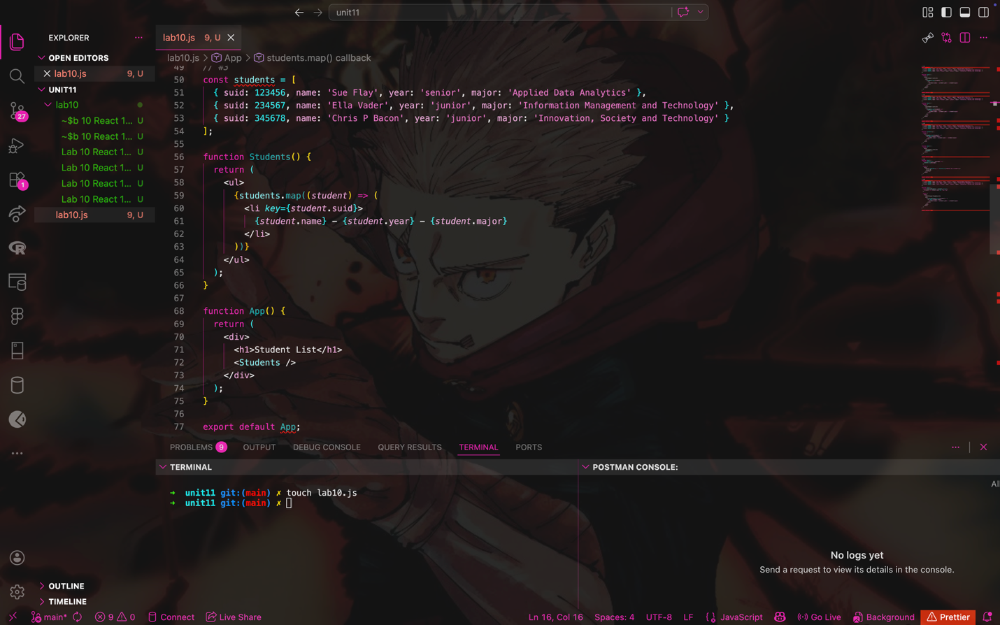 unit11
EXPLORER
OPEN EDITORS
lab10.js 9, U
UNIT11
lab10
~$b 10 React 1... U
~$b 10 React 1... U
Lab 10 React 1... U
Lab 10 React 1... U
Lab 10 React 1... U
Lab 10 React 1... U
lab10.js 9, U
OUTLINE
TIMELINE
27
1
lab10.js 9, U
lab10.js > App > students.map() callback
49 // #3
50 const students = [
51 { suid: 123456, name: 'Sue Flay', year: 'senior', major: 'Applied Data Analytics' },
52 { suid: 234567, name: 'Ella Vader', year: 'junior', major: 'Information Management and Technology' },
53 { suid: 345678, name: 'Chris P Bacon', year: 'junior', major: 'Innovation, Society and Technology' }
54 ];
55
56 function Students() {
57 return (
58 <ul>
59 {students.map((student) => (
60 <li key={student.suid}>
61 {student.name} - {student.year} - {student.major}
62 </li>
63 ))}
64 </ul>
65 );
66 }
67
68 function App() {
69 return (
70 <div>
71 <h1>Student List</h1>
72 <Students />
73 </div>
74 );
75 }
76
77 export default App;
PROBLEMS 9 OUTPUT DEBUG CONSOLE QUERY RESULTS TERMINAL PORTS
TERMINAL
➜ unit11 git:(main) ✗ touch lab10.js
➜ unit11 git:(main) ✗
POSTMAN CONSOLE:
All
No logs yet
Send a request to view its details in the console.
main* 9 0 Connect Live Share Ln 16, Col 16 Spaces: 4 UTF-8 LF {} JavaScript Go Live Background Prettier